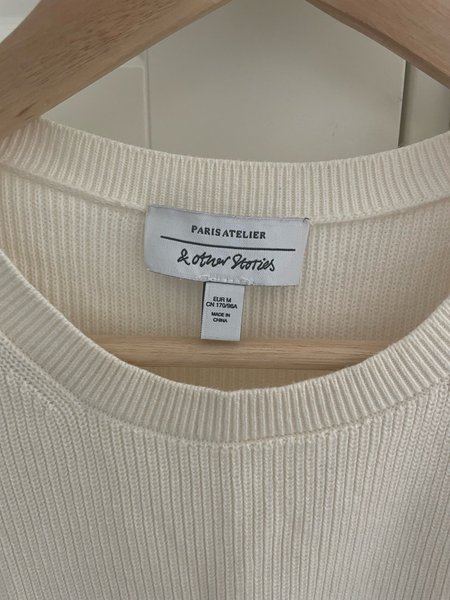 PARIS ATELIER
& other Stories
EUR M
CN 170/96A
MADE IN
CHINA